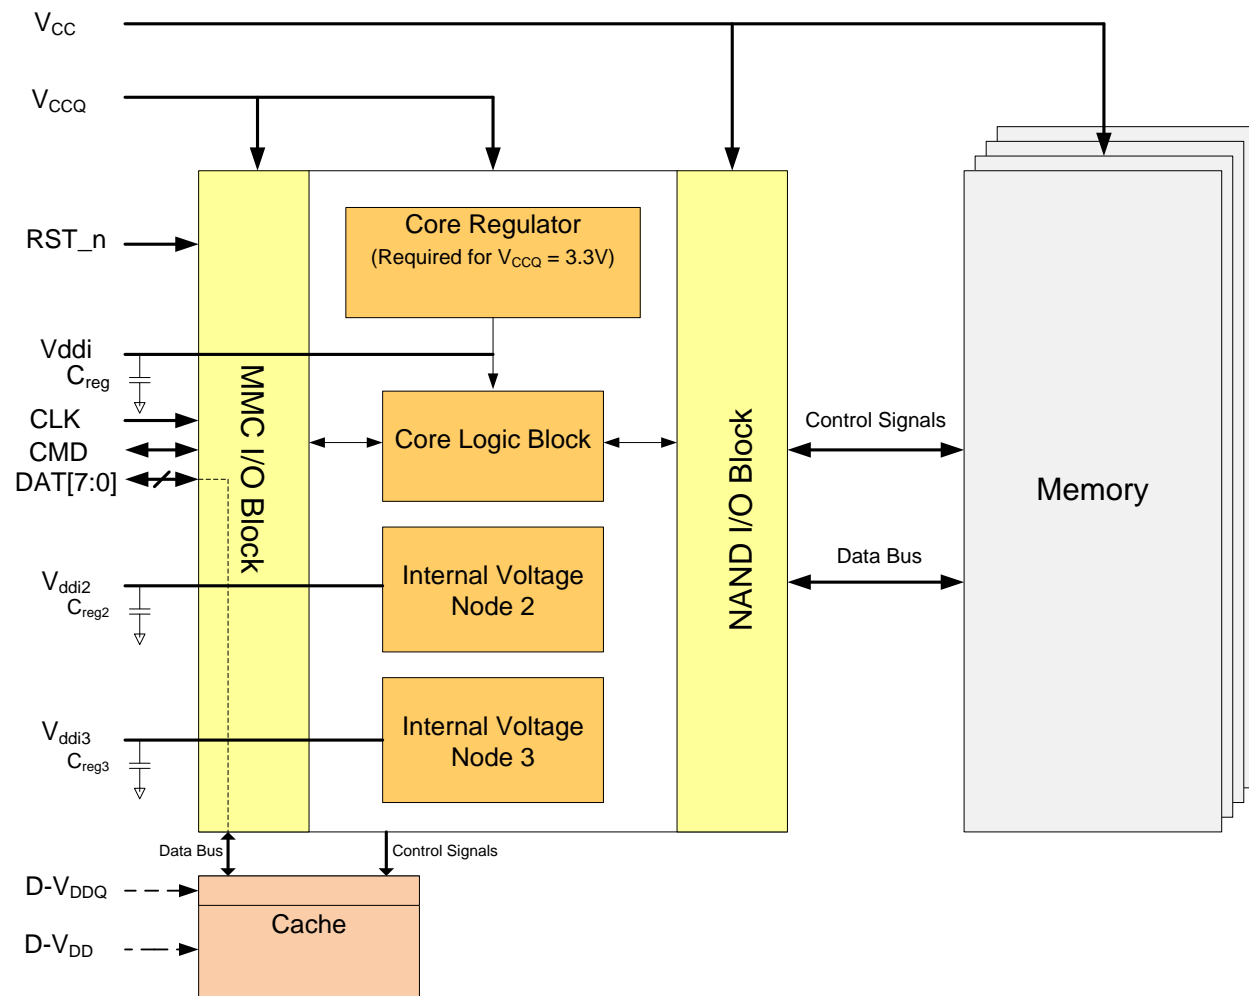 VCC
VCCQ
RST_n
Vddi
Creg
CLK
CMD
DAT[7:0]
Vddi2
Creg2
Vddi3
Creg3
MMC I/O Block
Core Regulator
(Required for VCCQ = 3.3V)
Core Logic Block
Internal Voltage
Node 2
Internal Voltage
Node 3
NAND I/O Block
Control Signals
Data Bus
Memory
Data Bus
Control Signals
D-VDDQ
D-VDD
Cache